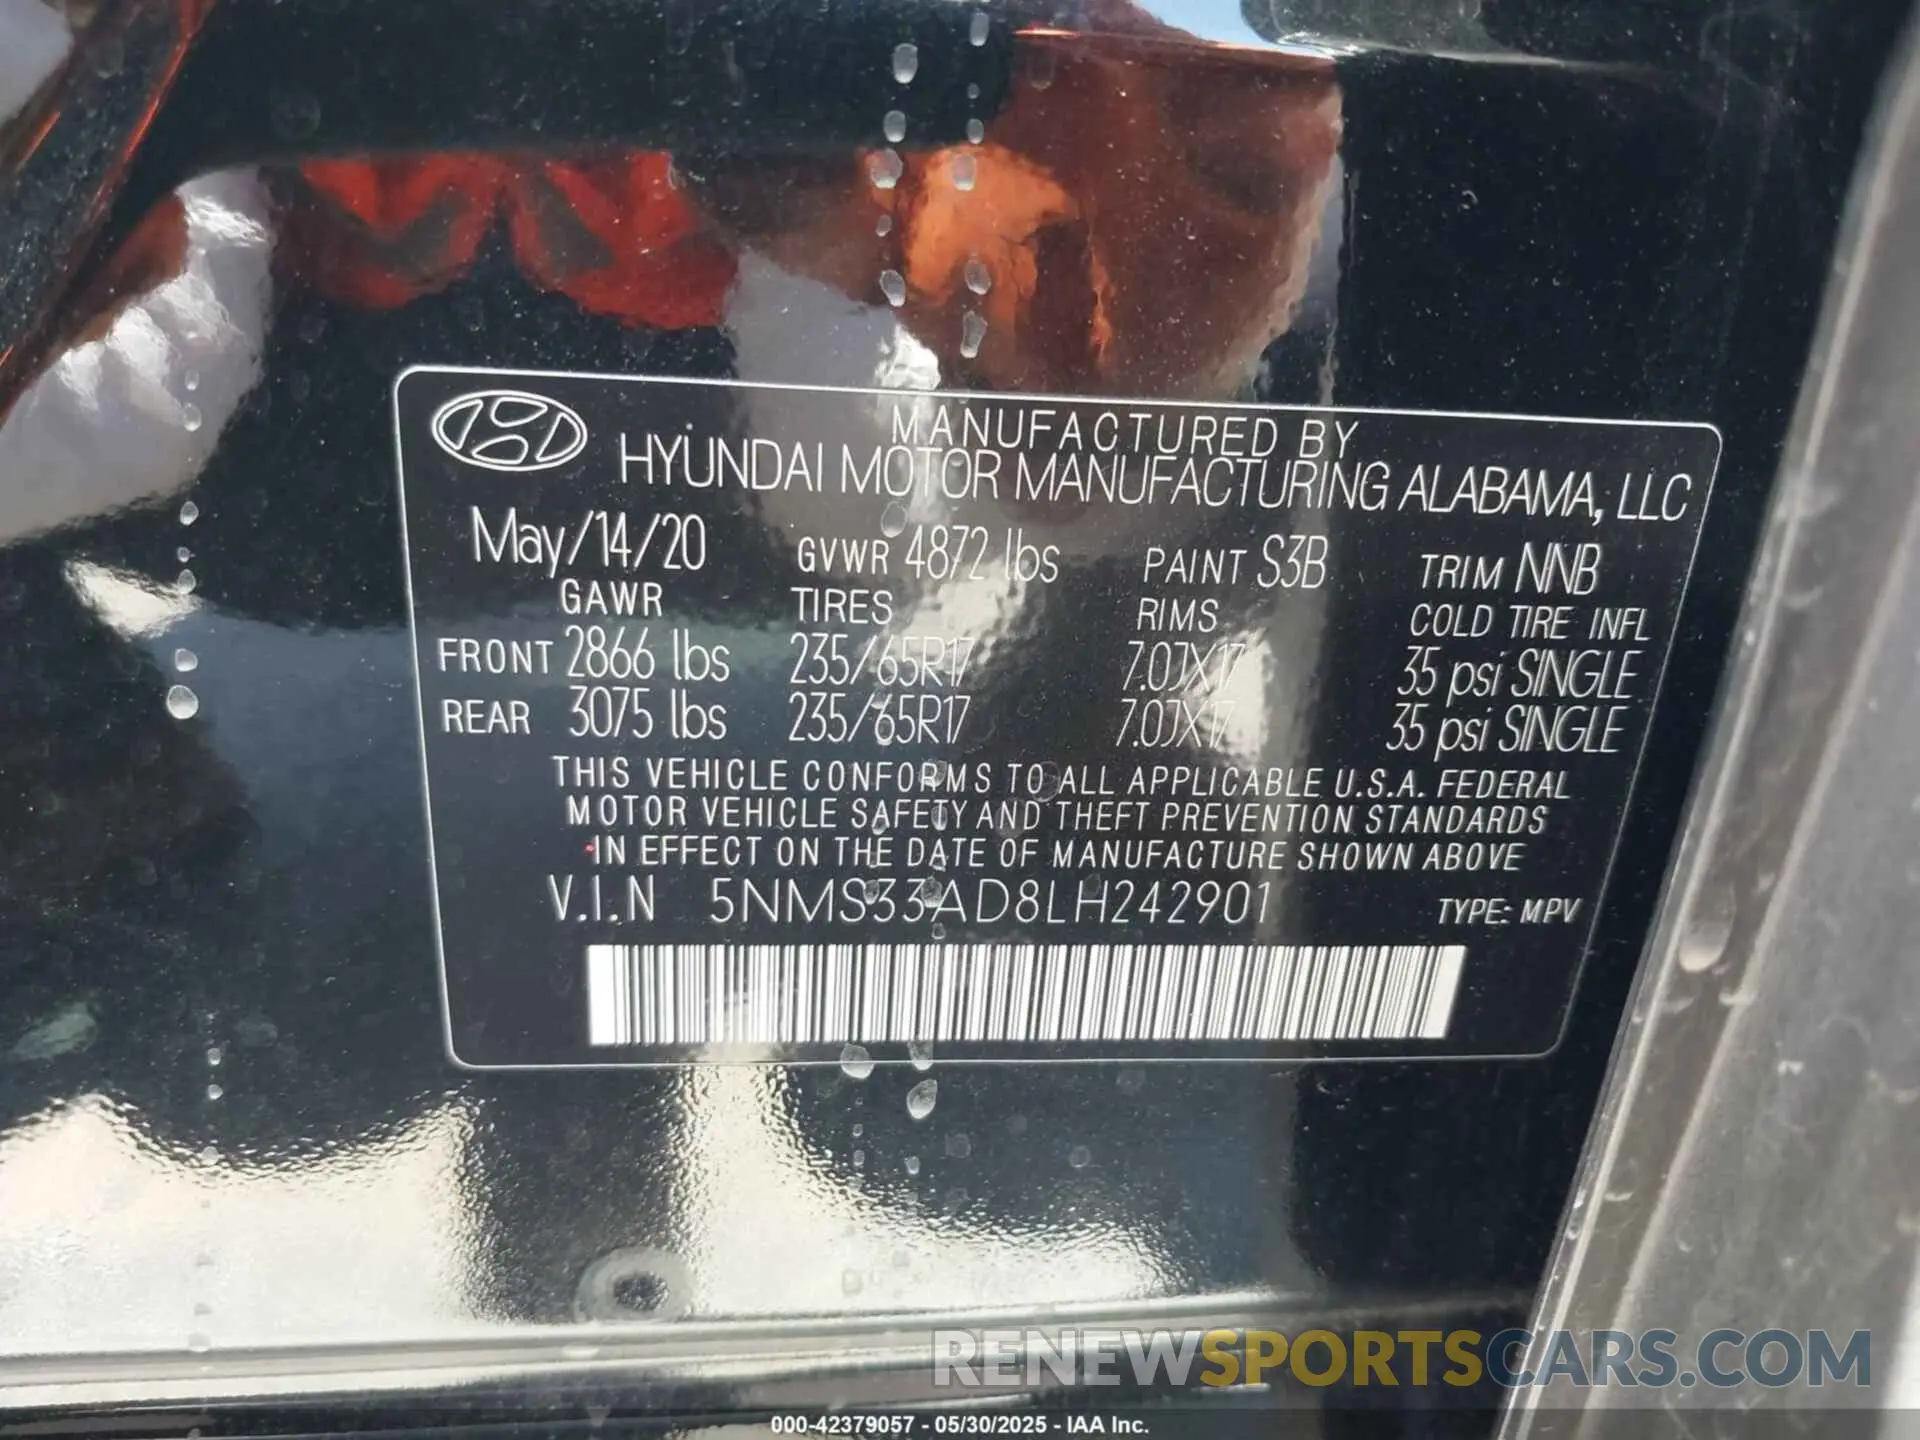 MANUFACTURED BY
HYUNDAI MOTOR MANUFACTURING ALABAMA, LLC
May/14/20 GVWR 4872 lbs PAINT S3B TRIM NNB
GAWR TIRES RIMS COLD TIRE INFL
FRONT 2866 lbs 235/65R17 7.0JX17 35 psi SINGLE
REAR 3075 lbs 235/65R17 7.0JX17 35 psi SINGLE
THIS VEHICLE CONFORMS TO ALL APPLICABLE U.S.A. FEDERAL
MOTOR VEHICLE SAFETY AND THEFT PREVENTION STANDARDS
IN EFFECT ON THE DATE OF MANUFACTURE SHOWN ABOVE
V.I.N 5NMS33AD8LH242901 TYPE: MPV
RENEWSPORTSCARS.COM
000-42379057 - 05/30/2025 - IAA Inc.